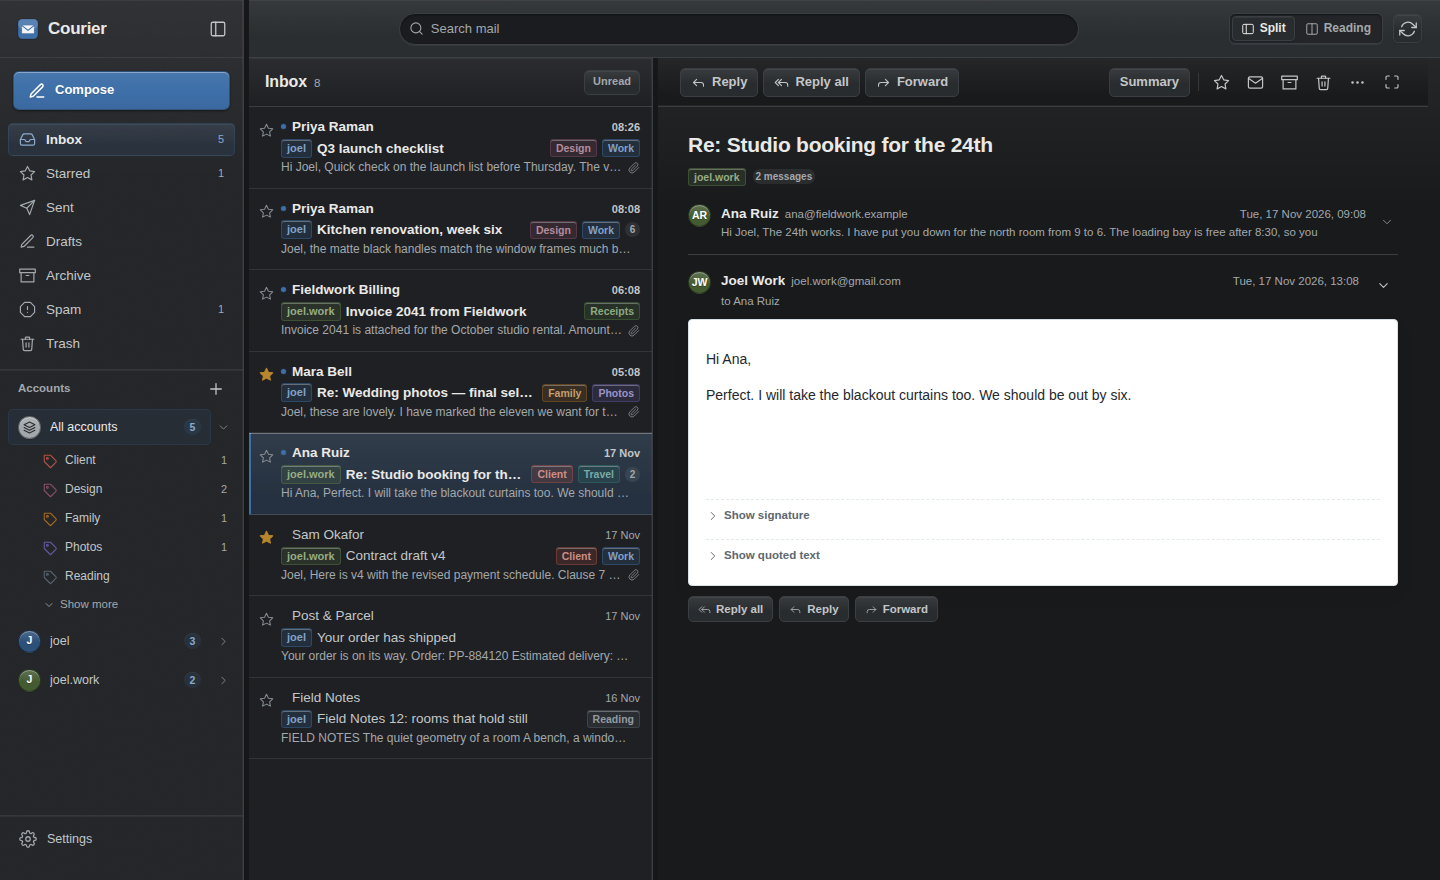 Courier
Search mail
Split
Reading
Compose
Inbox 5
Starred 1
Sent
Drafts
Archive
Spam 1
Trash
Accounts
All accounts 5
Client 1
Design 2
Family 1
Photos 1
Reading
Show more
J joel 3
J joel.work 2
Settings
Inbox 8
Unread
Priya Raman 08:26
joel Q3 launch checklist Design Work
Hi Joel, Quick check on the launch list before Thursday. The v…
Priya Raman 08:08
joel Kitchen renovation, week six Design Work 6
Joel, the matte black handles match the window frames much b…
Fieldwork Billing 06:08
joel.work Invoice 2041 from Fieldwork Receipts
Invoice 2041 is attached for the October studio rental. Amount…
Mara Bell 05:08
joel Re: Wedding photos — final sel… Family Photos
Joel, these are lovely. I have marked the eleven we want for t…
Ana Ruiz 17 Nov
joel.work Re: Studio booking for th… Client Travel 2
Hi Ana, Perfect. I will take the blackout curtains too. We should …
Sam Okafor 17 Nov
joel.work Contract draft v4 Client Work
Joel, Here is v4 with the revised payment schedule. Clause 7 …
Post & Parcel 17 Nov
joel Your order has shipped
Your order is on its way. Order: PP-884120 Estimated delivery: …
Field Notes 16 Nov
joel Field Notes 12: rooms that hold still Reading
FIELD NOTES The quiet geometry of a room A bench, a windo…
Reply Reply all Forward Summary
Re: Studio booking for the 24th
joel.work 2 messages
AR Ana Ruiz ana@fieldwork.example Tue, 17 Nov 2026, 09:08
Hi Joel, The 24th works. I have put you down for the north room from 9 to 6. The loading bay is free after 8:30, so you
JW Joel Work joel.work@gmail.com Tue, 17 Nov 2026, 13:08
to Ana Ruiz
Hi Ana,
Perfect. I will take the blackout curtains too. We should be out by six.
Show signature
Show quoted text
Reply all Reply Forward